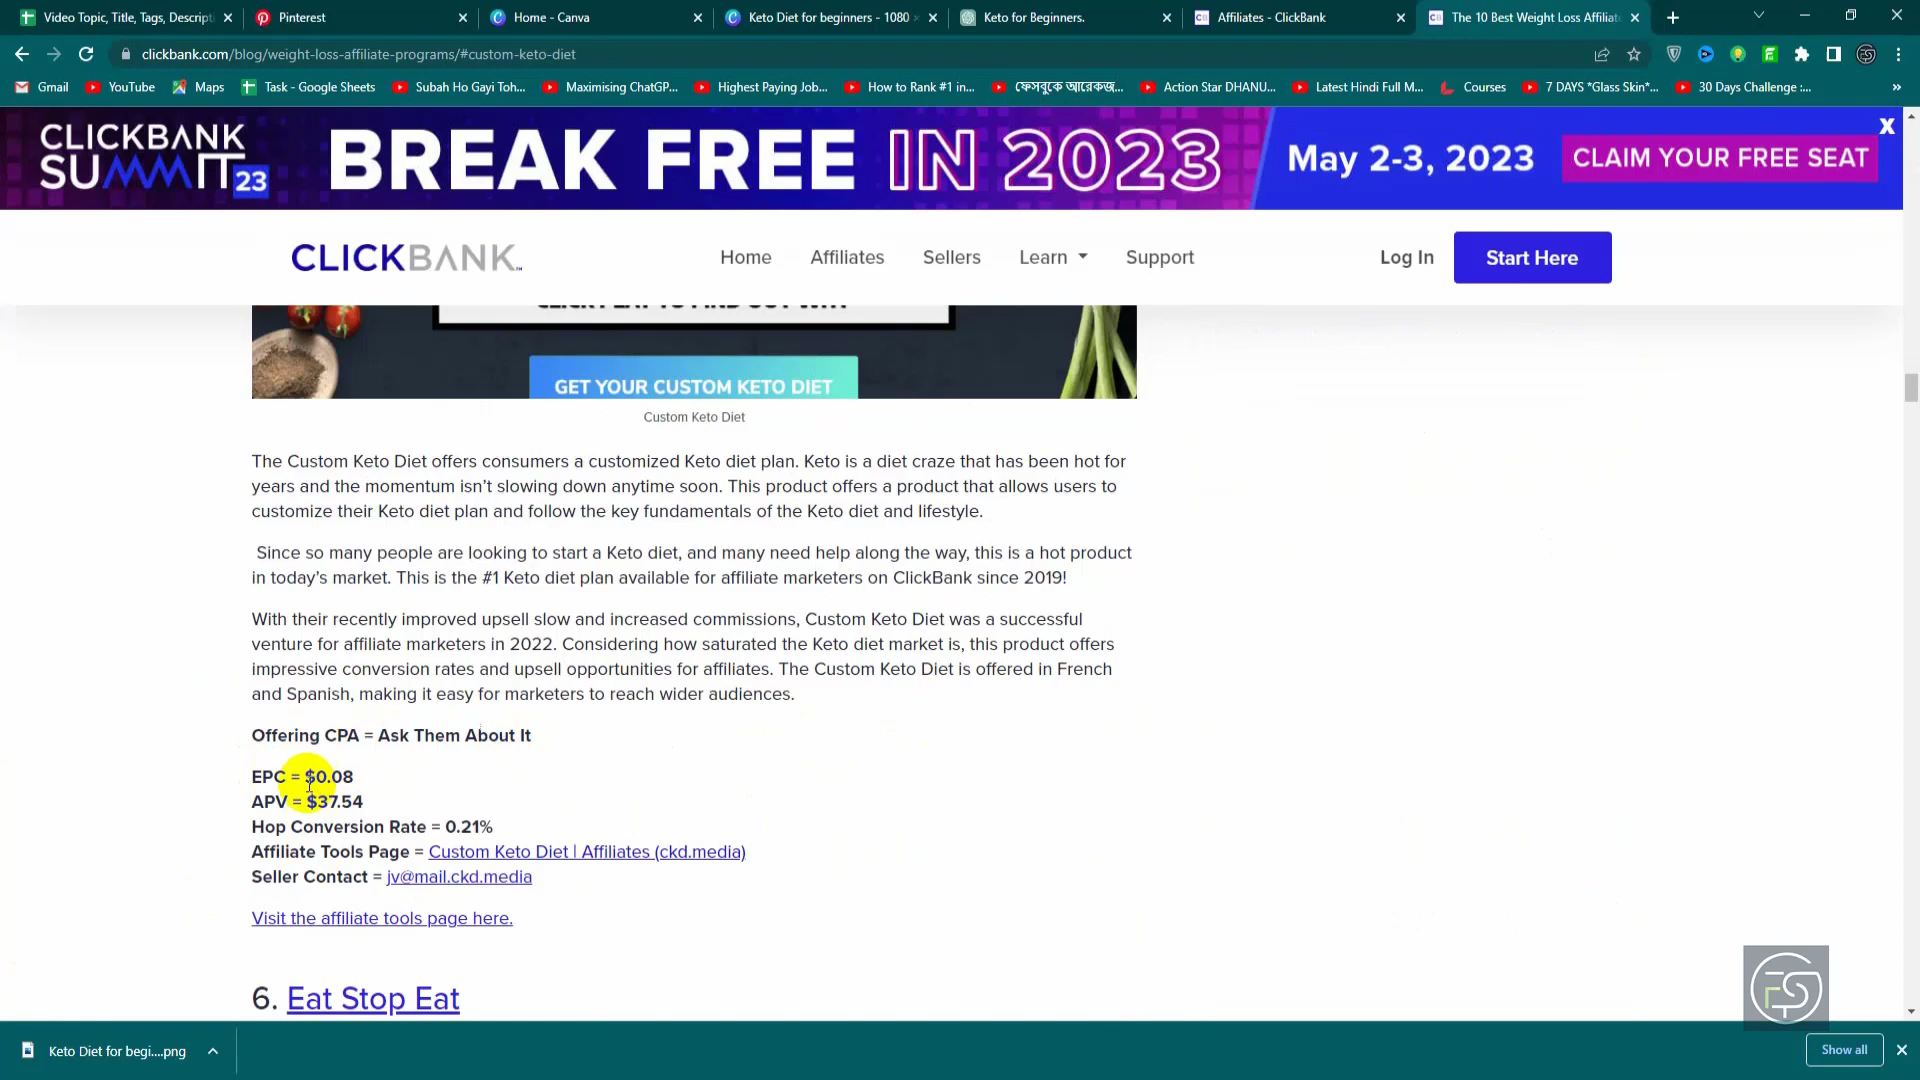 Video Topic, Title, Tags, Descripti
Pinterest
Home - Canva
Keto Diet for beginners - 1080
Keto for Beginners.
Affiliates - ClickBank
The 10 Best Weight Loss Affiliate
clickbank.com/blog/weight-loss-affiliate-programs/#custom-keto-diet
Gmail
YouTube
Maps
Task - Google Sheets
Subah Ho Gayi Toh...
Maximising ChatGP...
Highest Paying Job...
How to Rank #1 in...
ফেসবুকে আরেকজ...
Action Star DHANU...
Latest Hindi Full M...
Courses
7 DAYS *Glass Skin*...
30 Days Challenge :...
CLICKBANK
SUMMIT 23
BREAK FREE IN 2023
May 2-3, 2023
CLAIM YOUR FREE SEAT
X
CLICKBANK
Home
Affiliates
Sellers
Learn
Support
Log In
Start Here
GET YOUR CUSTOM KETO DIET
Custom Keto Diet
The Custom Keto Diet offers consumers a customized Keto diet plan. Keto is a diet craze that has been hot for
years and the momentum isn't slowing down anytime soon. This product offers a product that allows users to
customize their Keto diet plan and follow the key fundamentals of the Keto diet and lifestyle.
Since so many people are looking to start a Keto diet, and many need help along the way, this is a hot product
in today's market. This is the #1 Keto diet plan available for affiliate marketers on ClickBank since 2019!
With their recently improved upsell slow and increased commissions, Custom Keto Diet was a successful
venture for affiliate marketers in 2022. Considering how saturated the Keto diet market is, this product offers
impressive conversion rates and upsell opportunities for affiliates. The Custom Keto Diet is offered in French
and Spanish, making it easy for marketers to reach wider audiences.
Offering CPA = Ask Them About It
EPC = $0.08
APV = $37.54
Hop Conversion Rate = 0.21%
Affiliate Tools Page = Custom Keto Diet | Affiliates (ckd.media)
Seller Contact = jv@mail.ckd.media
Visit the affiliate tools page here.
6. Eat Stop Eat
Keto Diet for begi....png
Show all